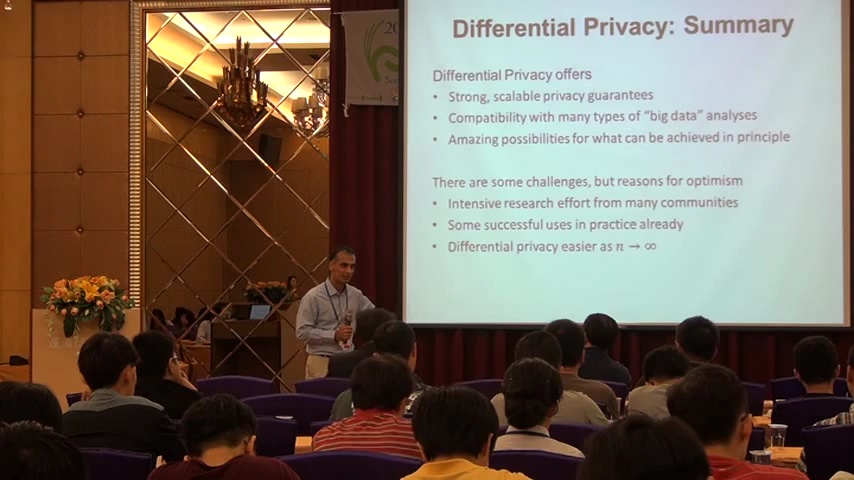 Differential Privacy: Summary
Differential Privacy offers
• Strong, scalable privacy guarantees
• Compatibility with many types of “big data” analyses
• Amazing possibilities for what can be achieved in principle
There are some challenges, but reasons for optimism
• Intensive research effort from many communities
• Some successful uses in practice already
• Differential privacy easier as n → ∞